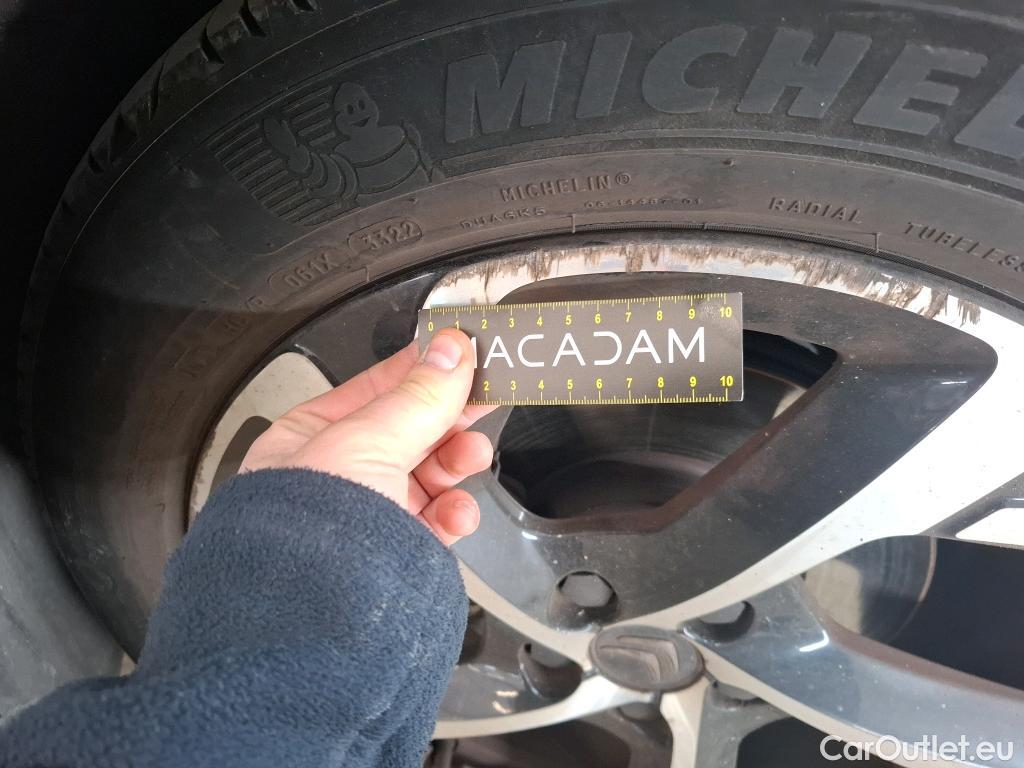 MICHEL
MICHELIN®
RADIAL
TUBELESS
3322
061X
0 1 2 3 4 5 6 7 8 9 10
MACADAM
2 3 4 5 6 7 8 9 10
CarOutlet.eu